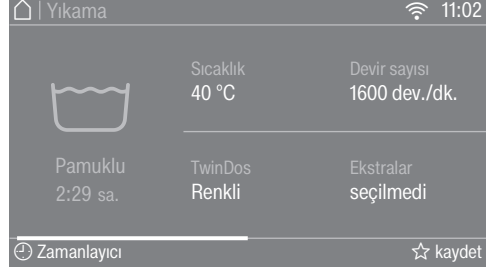 | Yıkama 11:02
Sıcaklık Devir sayısı
40 °C 1600 dev./dk.
Pamuklu TwinDos Ekstralar
2:29 sa. Renkli seçilmedi
Zamanlayıcı kaydet